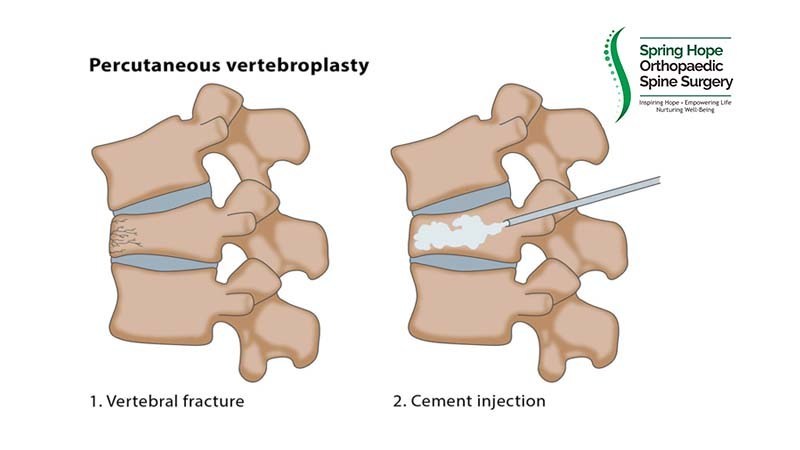 Percutaneous vertebroplasty
Spring Hope
Orthopaedic
Spine Surgery
Inspiring Hope • Empowering Life
Nurturing Well-Being
1. Vertebral fracture
2. Cement injection